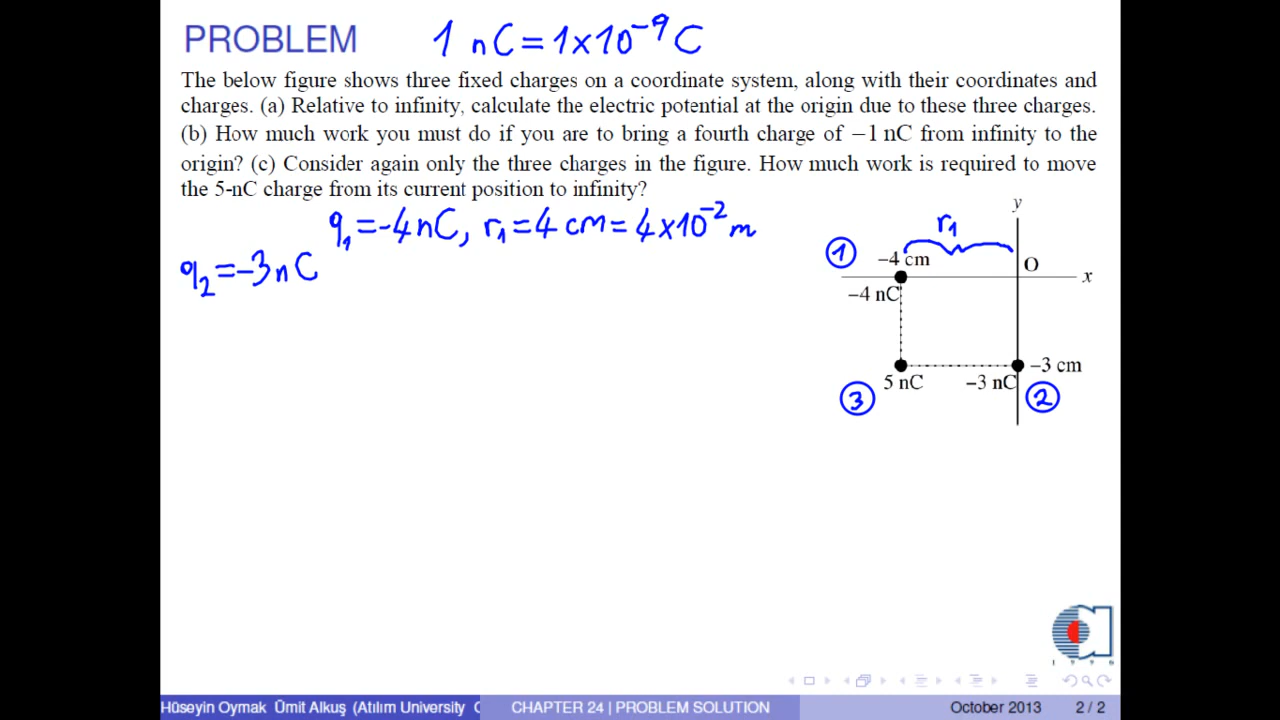 PROBLEM 1 nC = 1×10⁻⁹ C
The below figure shows three fixed charges on a coordinate system, along with their coordinates and
charges. (a) Relative to infinity, calculate the electric potential at the origin due to these three charges.
(b) How much work you must do if you are to bring a fourth charge of −1 nC from infinity to the
origin? (c) Consider again only the three charges in the figure. How much work is required to move
the 5-nC charge from its current position to infinity?
q₁ = -4 nC, r₁ = 4 cm = 4×10⁻² m
q₂ = -3 nC
y
r₁
1
−4 cm
O
x
−4 nC
−3 cm
5 nC
−3 nC
3
2
1996
Hüseyin Oymak Ümit Alkuş (Atılım University C
CHAPTER 24 | PROBLEM SOLUTION
October 2013
2 / 2